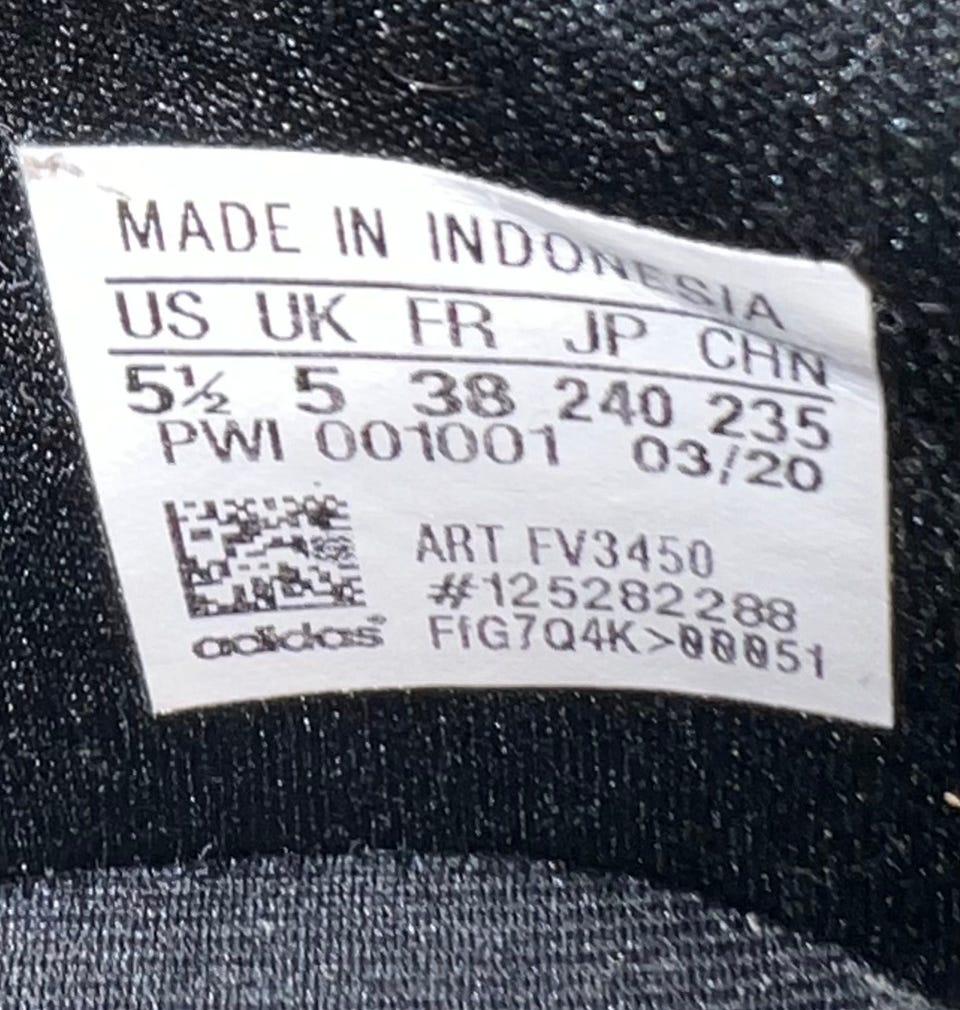 MADE IN INDONESIA
US UK FR JP CHN
5½ 5 38 240 235
PWI 001001 03/20
ART FV3450
#125282288
adidas FfG7Q4K>00051